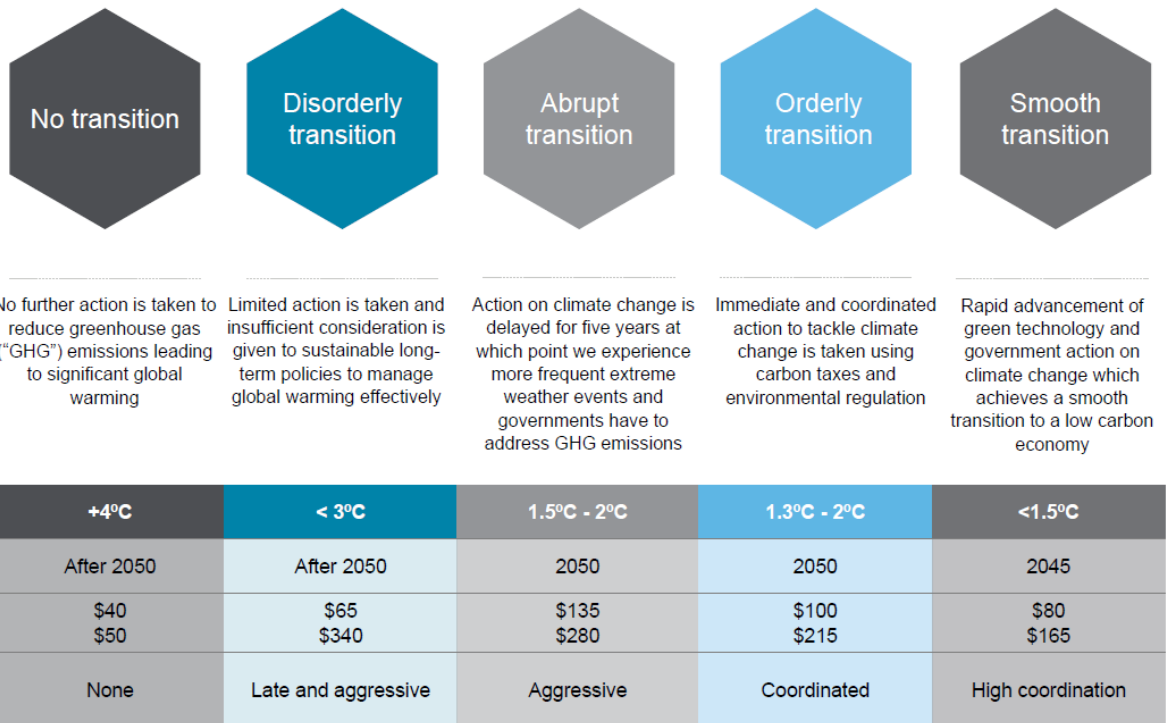 No transition
Disorderly
transition
Abrupt
transition
Orderly
transition
Smooth
transition
No further action is taken to
reduce greenhouse gas
(“GHG”) emissions leading
to significant global
warming
Limited action is taken and
insufficient consideration is
given to sustainable long-
term policies to manage
global warming effectively
Action on climate change is
delayed for five years at
which point we experience
more frequent extreme
weather events and
governments have to
address GHG emissions
Immediate and coordinated
action to tackle climate
change is taken using
carbon taxes and
environmental regulation
Rapid advancement of
green technology and
government action on
climate change which
achieves a smooth
transition to a low carbon
economy
+4ºC < 3ºC 1.5ºC - 2ºC 1.3ºC - 2ºC <1.5ºC
After 2050 After 2050 2050 2050 2045
$40 $65 $135 $100 $80
$50 $340 $280 $215 $165
None Late and aggressive Aggressive Coordinated High coordination